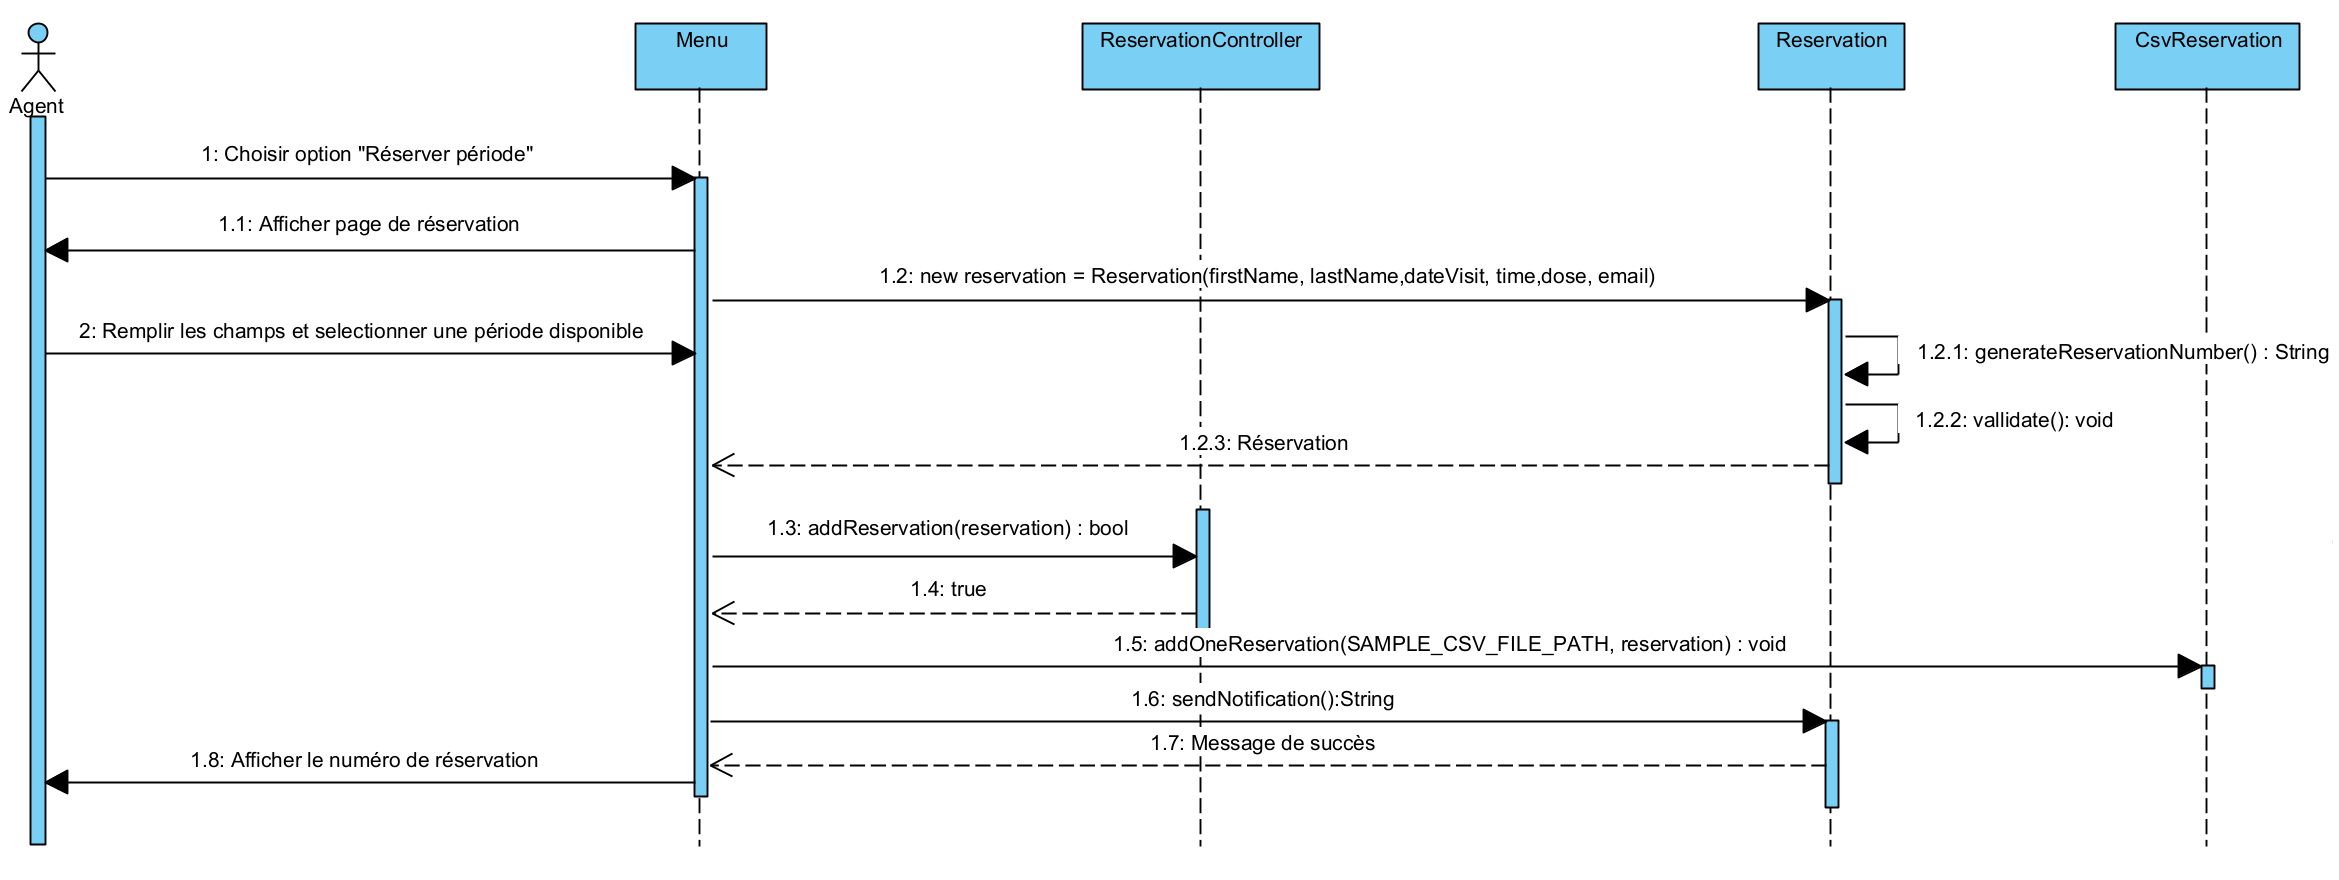 Menu
ReservationController
Reservation
CsvReservation
Agent
1: Choisir option "Réserver période"
1.1: Afficher page de réservation
1.2: new reservation = Reservation(firstName, lastName,dateVisit, time,dose, email)
2: Remplir les champs et selectionner une période disponible
1.2.1: generateReservationNumber() : String
1.2.2: vallidate(): void
1.2.3: Réservation
1.3: addReservation(reservation) : bool
1.4: true
1.5: addOneReservation(SAMPLE_CSV_FILE_PATH, reservation) : void
1.6: sendNotification():String
1.7: Message de succès
1.8: Afficher le numéro de réservation